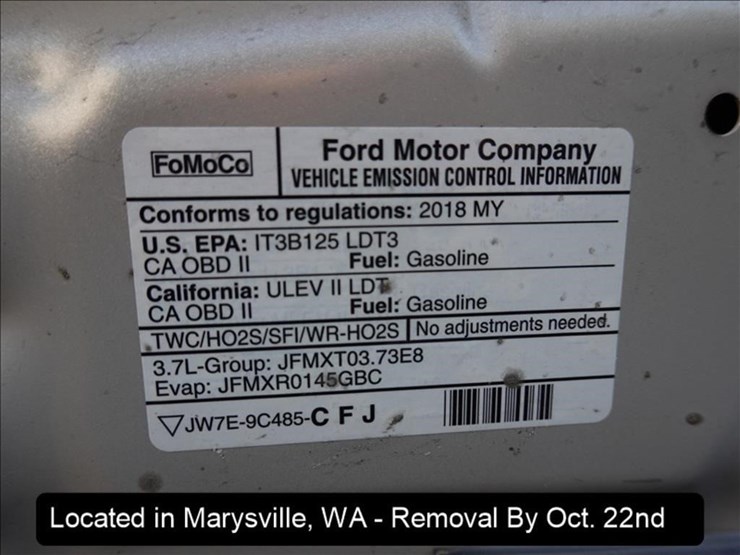 FoMoCo
Ford Motor Company
VEHICLE EMISSION CONTROL INFORMATION
Conforms to regulations: 2018 MY
U.S. EPA: IT3B125 LDT3
CA OBD II Fuel: Gasoline
California: ULEV II LDT
CA OBD II Fuel: Gasoline
TWC/HO2S/SFI/WR-HO2S No adjustments needed.
3.7L-Group: JFMXT03.73E8
Evap: JFMXR0145GBC
▽JW7E-9C485-C F J
Located in Marysville, WA - Removal By Oct. 22nd